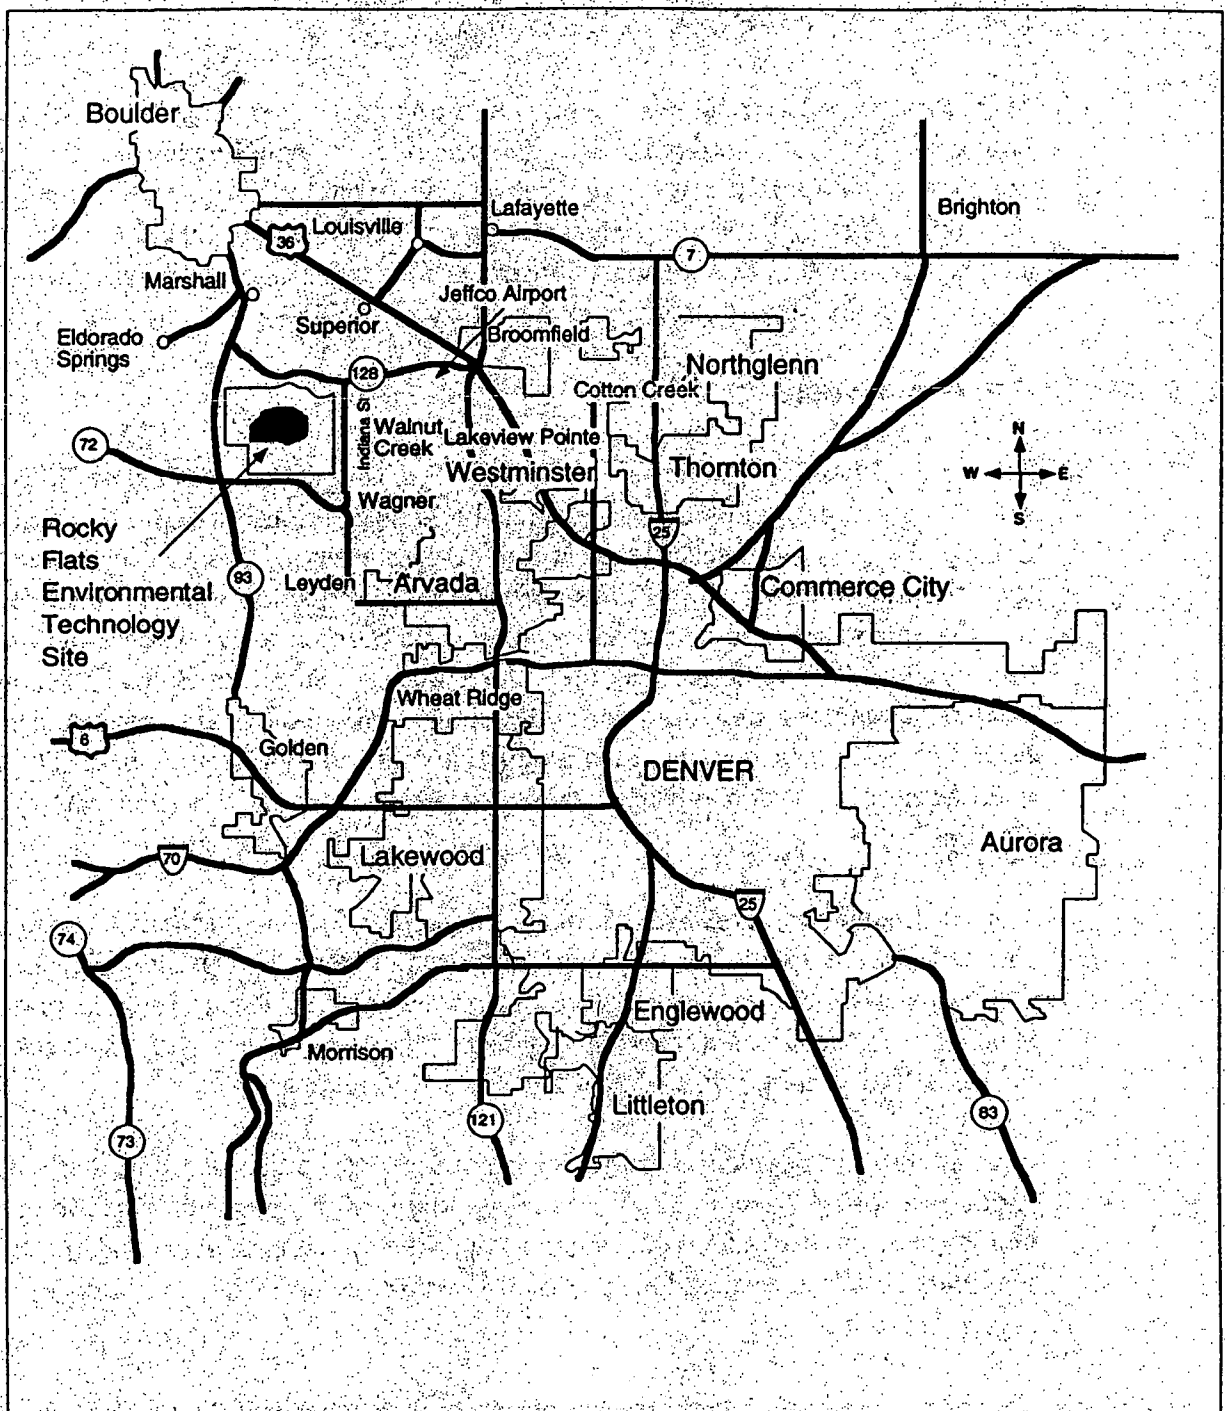 Boulder
Lafayette
Brighton
Louisville
36
7
Marshall
Jeffco Airport
Superior
Broomfield
Eldorado
Springs
Northglenn
128
Cotton Creek
Indiana St
Walnut
Creek
Lakeview Pointe
72
N
W
E
S
Westminster
Thornton
Wagner
Rocky
Flats
Environmental
Technology
Site
25
93
Leyden
Arvada
Commerce City
Wheat Ridge
6
Golden
DENVER
Aurora
70
Lakewood
25
74
Englewood
Morrison
Littleton
121
83
73